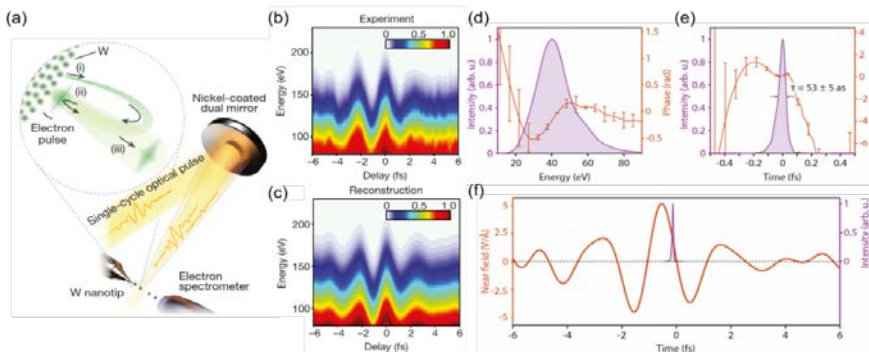 (a)
W
(i)
(ii)
(iii)
Electron
pulse
Nickel-coated
dual mirror
Single-cycle optical pulse
W nanotip
Electron
spectrometer
(b)
Experiment
0 0.5 1.0
Energy (eV)
200
150
100
−6 −4 −2 0 2 4 6
Delay (fs)
(c)
Reconstruction
0 0.5 1.0
Energy (eV)
200
150
100
−6 −4 −2 0 2 4 6
Delay (fs)
(d)
Intensity (arb. u.)
1
0.8
0.6
0.4
0.2
0
20 40 60 80
Energy (eV)
1.5
1.0
0.5
0
−0.5
Phase (rad)
(e)
Intensity (arb. u.)
1
0.8
0.6
0.4
0.2
0
τ = 53 ± 5 as
−0.4 −0.2 0 0.2 0.4
Time (fs)
4
2
0
−2
−4
−6
(f)
Near field (V/Å)
5
2.5
0
−2.5
−5
1
0.5
0
Intensity (arb. u.)
−6 −4 −2 0 2 4 6
Time (fs)